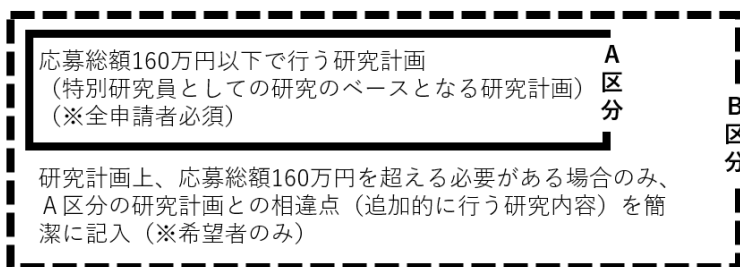 応募総額160万円以下で行う研究計画
（特別研究員としての研究のベースとなる研究計画）
（※全申請者必須）
A区分
研究計画上、応募総額160万円を超える必要がある場合のみ、
Ａ区分の研究計画との相違点（追加的に行う研究内容）を簡
潔に記入（※希望者のみ）
B区分